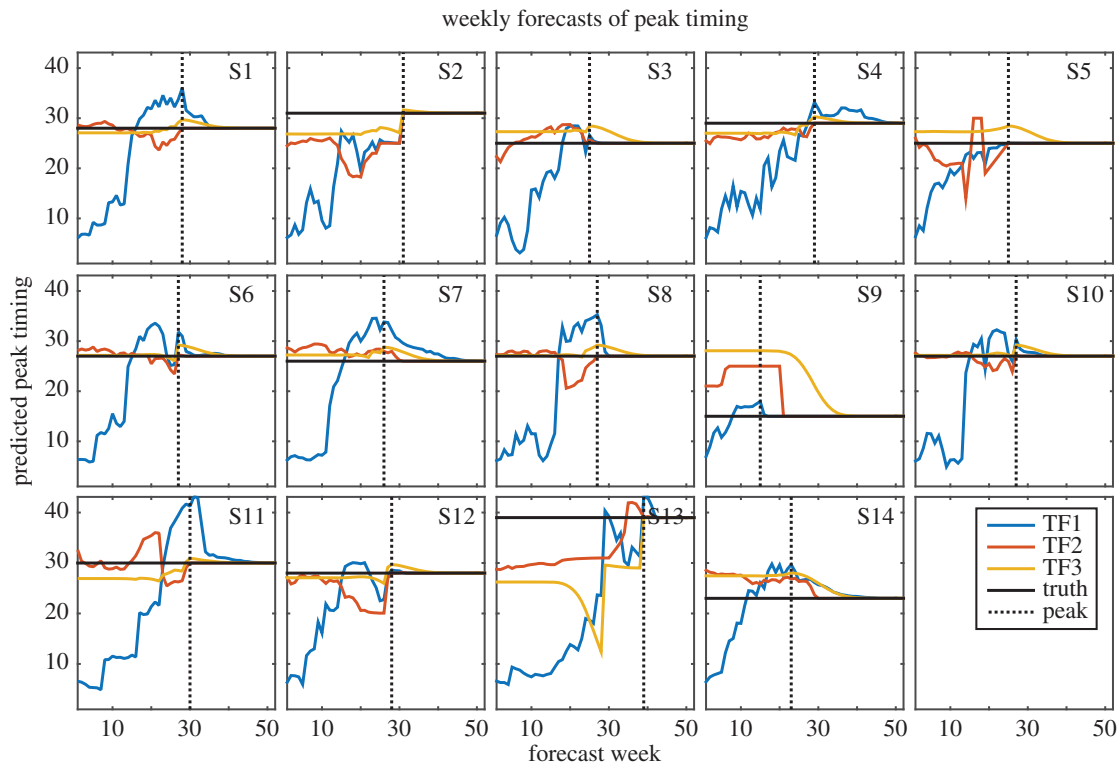 weekly forecasts of peak timing
S1 S2 S3 S4 S5
40
30
20
10
S6 S7 S8 S9 S10
40
30
20
10
predicted peak timing
S11 S12 S13 S14
40
30
20
10
TF1
TF2
TF3
truth
peak
10 30 50 10 30 50 10 30 50 10 30 50 10 30 50
forecast week